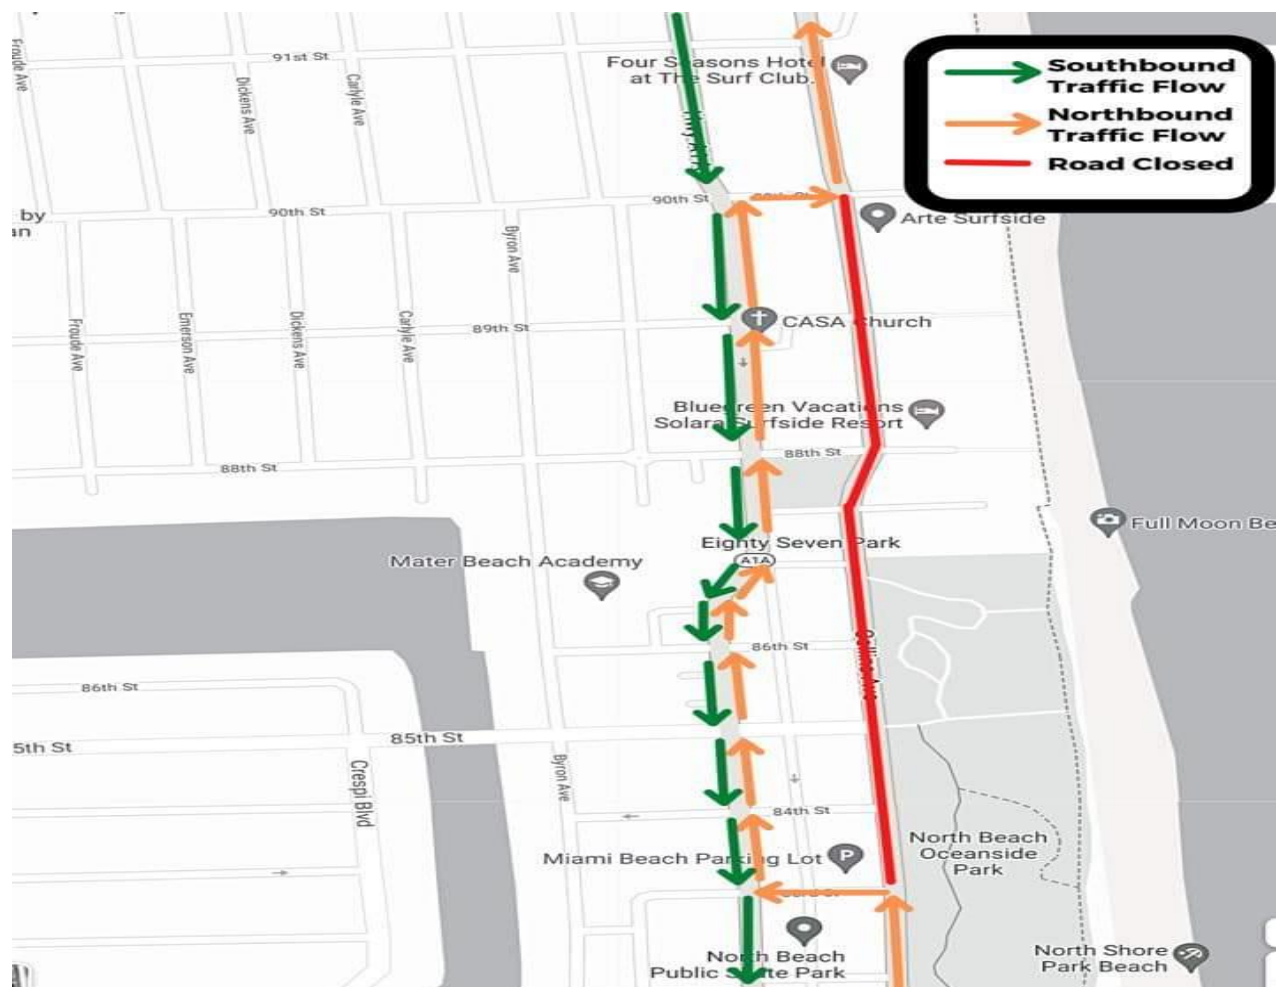 Southbound
Traffic Flow
Northbound
Traffic Flow
Road Closed
Froude Ave
91st St
Dickens Ave
Carlyle Ave
Four Seasons Hotel
at The Surf Club.
90th St
90th St
by
an
Arte Surfside
Byron Ave
Froude Ave
Emerson Ave
Dickens Ave
Carlyle Ave
89th St
CASA Church
Bluegreen Vacations
Solara Surfside Resort
88th St
88th St
Full Moon Be
Eighty Seven Park
A1A
Mater Beach Academy
86th St
Collins Ave
86th St
5th St
85th St
Byron Ave
Crespi Blvd
84th St
Miami Beach Parking Lot
P
North Beach
Oceanside
Park
North Beach
Public
Park
North Shore
Park Beach